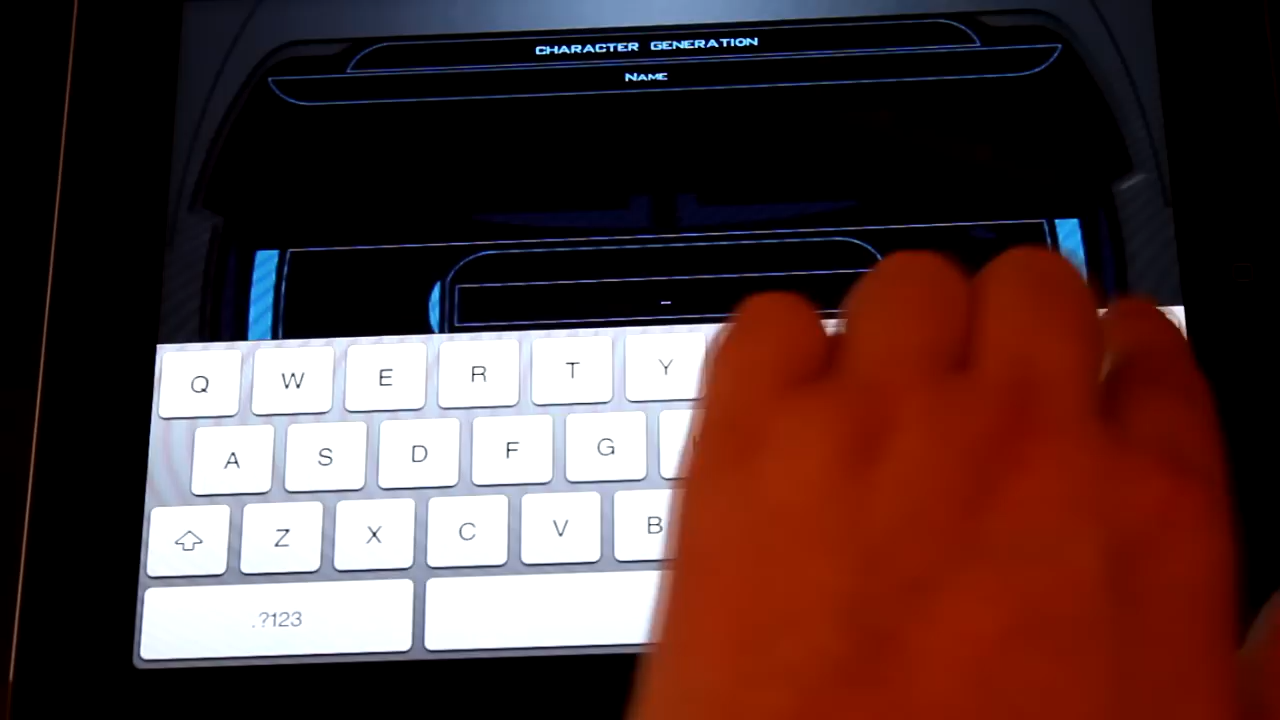 CHARACTER GENERATION
NAME
_
Q W E R T Y
A S D F G
Z X C V B
.?123